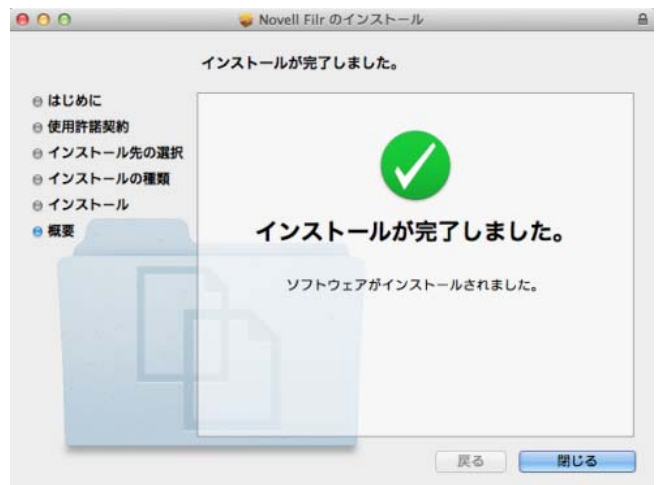 Novell Filr のインストール
インストールが完了しました。
はじめに
使用許諾契約
インストール先の選択
インストールの種類
インストール
概要
インストールが完了しました。
ソフトウェアがインストールされました。
戻る
閉じる